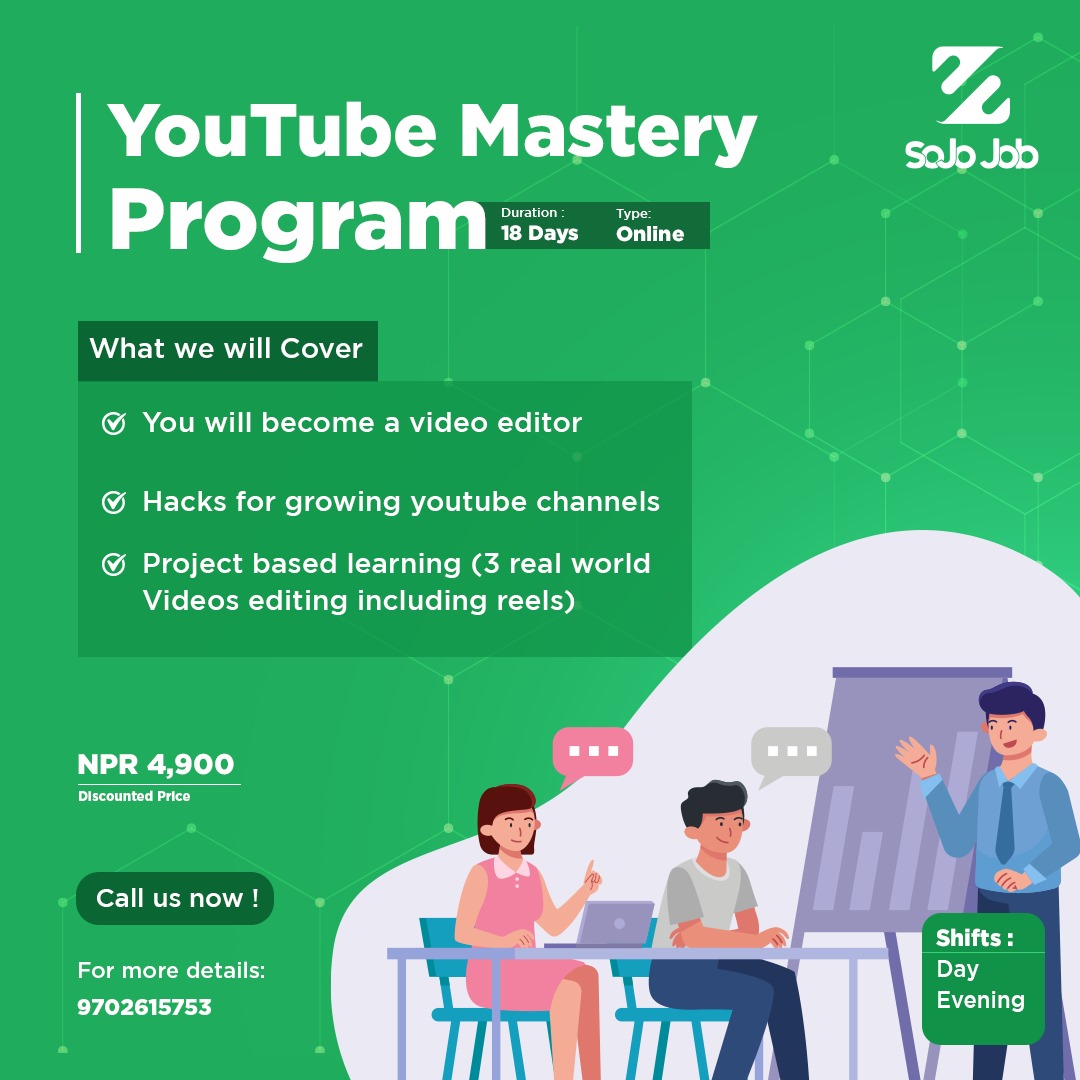 SoJo Job
YouTube Mastery
Program
Duration :
18 Days
Type:
Online
What we will Cover
You will become a video editor
Hacks for growing youtube channels
Project based learning (3 real world
Videos editing including reels)
NPR 4,900
Discounted Price
Call us now !
For more details:
9702615753
Shifts :
Day
Evening